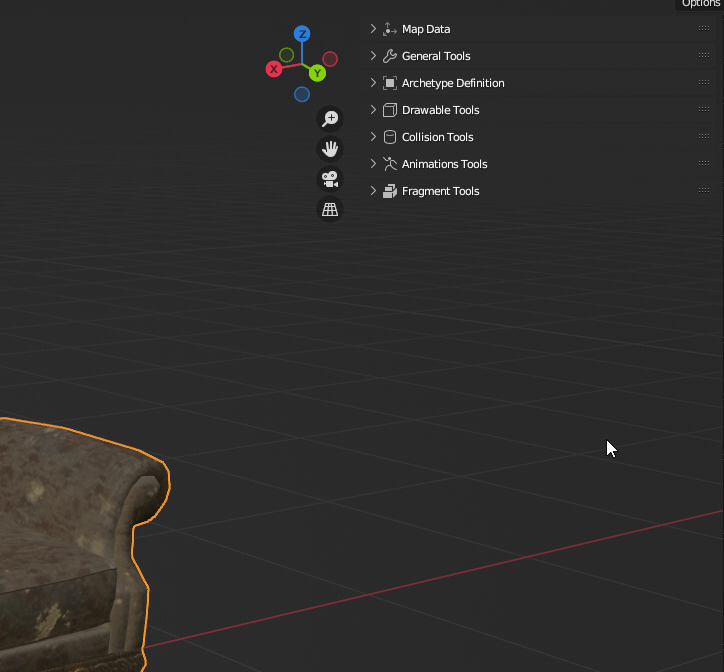 Options
Map Data
General Tools
Archetype Definition
Drawable Tools
Collision Tools
Animations Tools
Fragment Tools
Z
X
Y